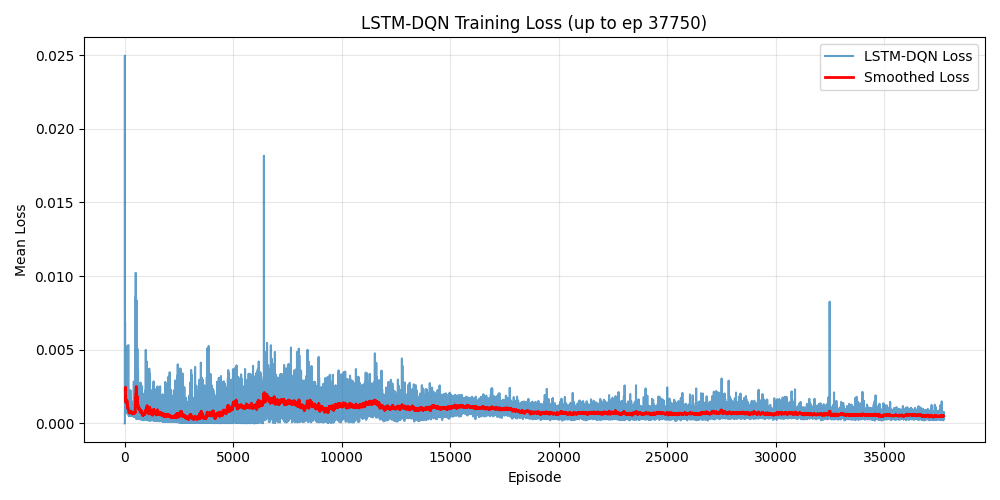 LSTM-DQN Training Loss (up to ep 37750)
LSTM-DQN Loss
Smoothed Loss
0.025
0.020
0.015
0.010
0.005
0.000
Mean Loss
0 5000 10000 15000 20000 25000 30000 35000
Episode